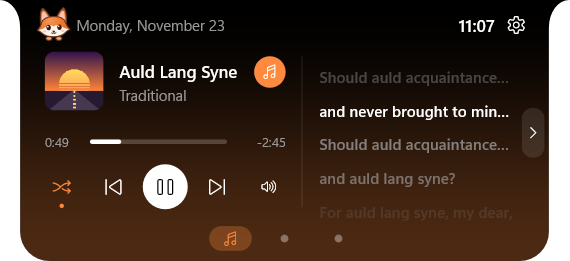 Monday, November 23
11:07
Auld Lang Syne
Traditional
0:49
-2:45
Should auld acquaintance...
and never brought to min...
Should auld acquaintance...
and auld lang syne?
For auld lang syne, my dear,